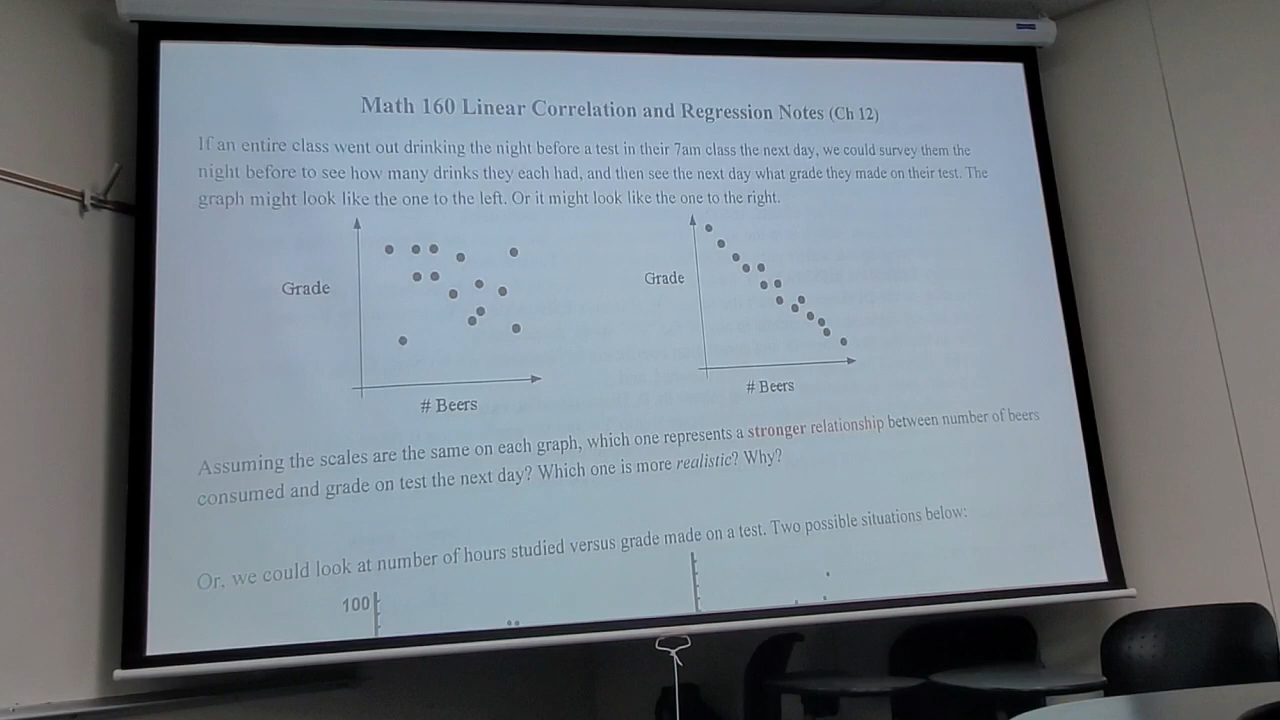 Math 160 Linear Correlation and Regression Notes (Ch 12)
If an entire class went out drinking the night before a test in their 7am class the next day, we could survey them the
night before to see how many drinks they each had, and then see the next day what grade they made on their test. The
graph might look like the one to the left. Or it might look like the one to the right.
Grade
# Beers
Grade
# Beers
Assuming the scales are the same on each graph, which one represents a stronger relationship between number of beers
consumed and grade on test the next day? Which one is more realistic? Why?
Or, we could look at number of hours studied versus grade made on a test. Two possible situations below:
100